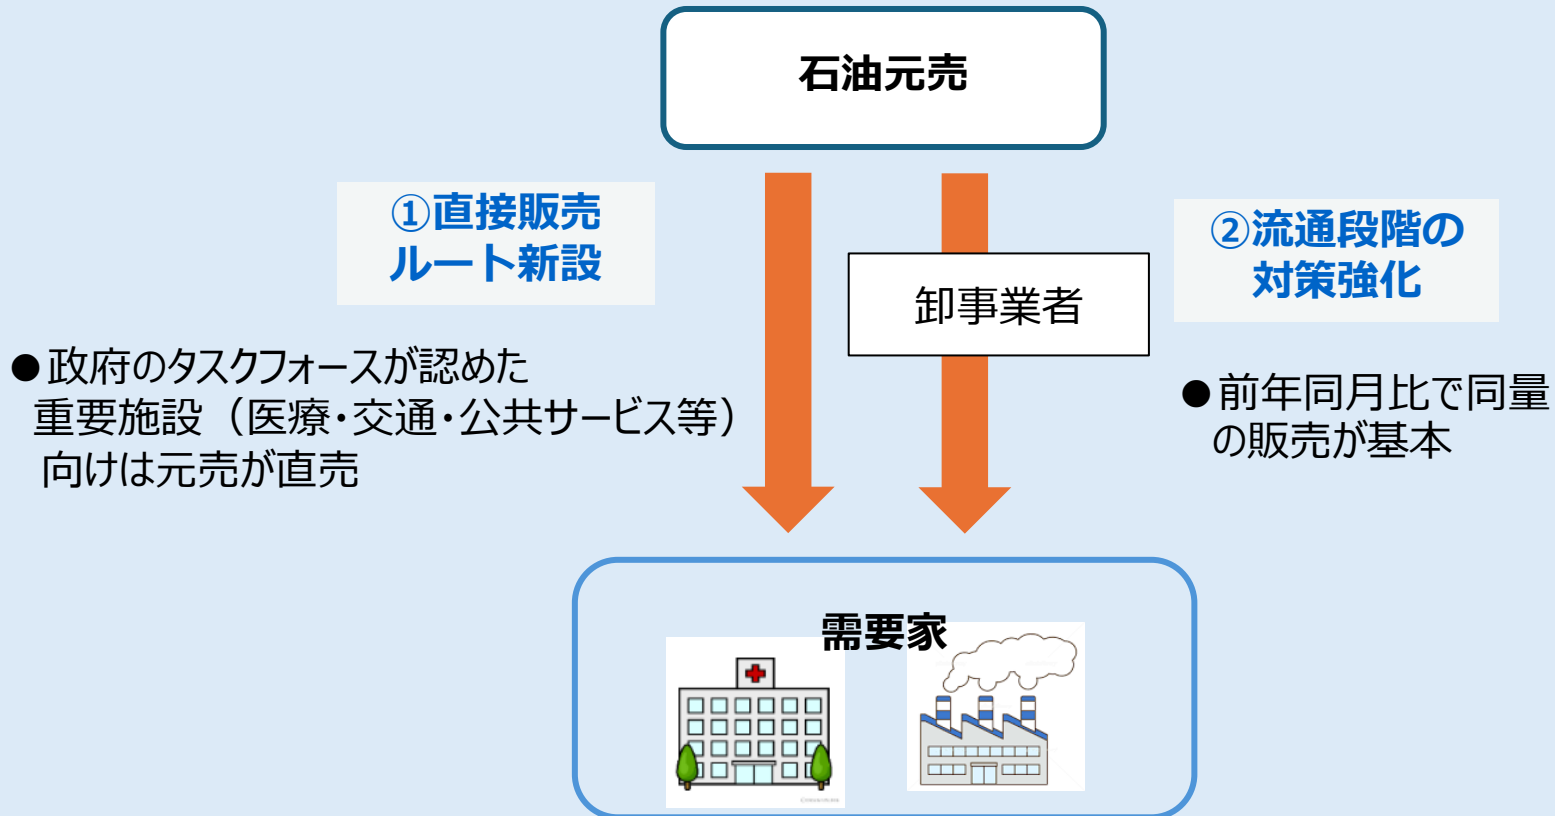 石油元売
①直接販売
ルート新設
●政府のタスクフォースが認めた
重要施設（医療・交通・公共サービス等）
向けは元売が直売
卸事業者
②流通段階の
対策強化
●前年同月比で同量
の販売が基本
需要家